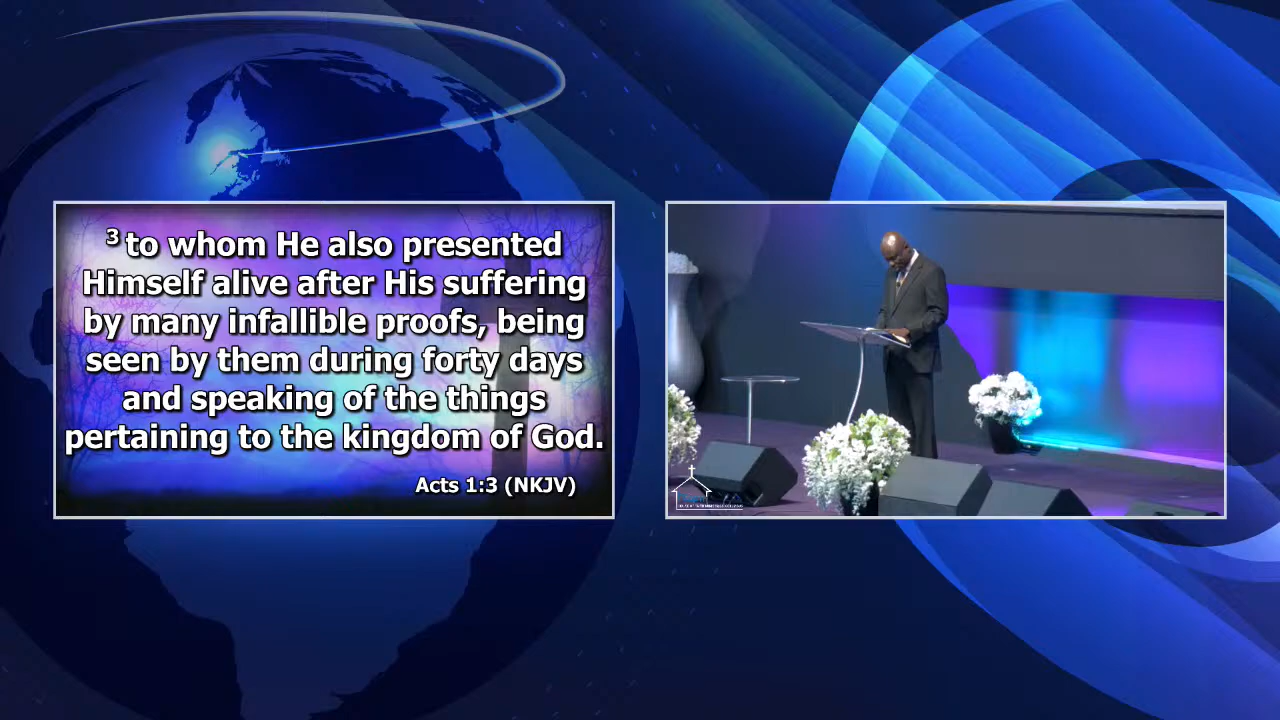 3 to whom He also presented
Himself alive after His suffering
by many infallible proofs, being
seen by them during forty days
and speaking of the things
pertaining to the kingdom of God.
Acts 1:3 (NKJV)